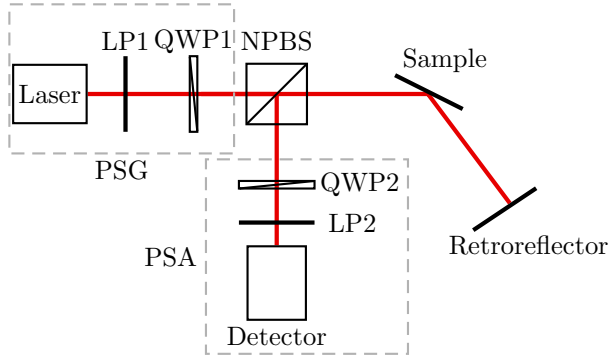 LP1 QWP1 NPBS
Sample
Laser
PSG
QWP2
LP2
Retroreflector
PSA
Detector